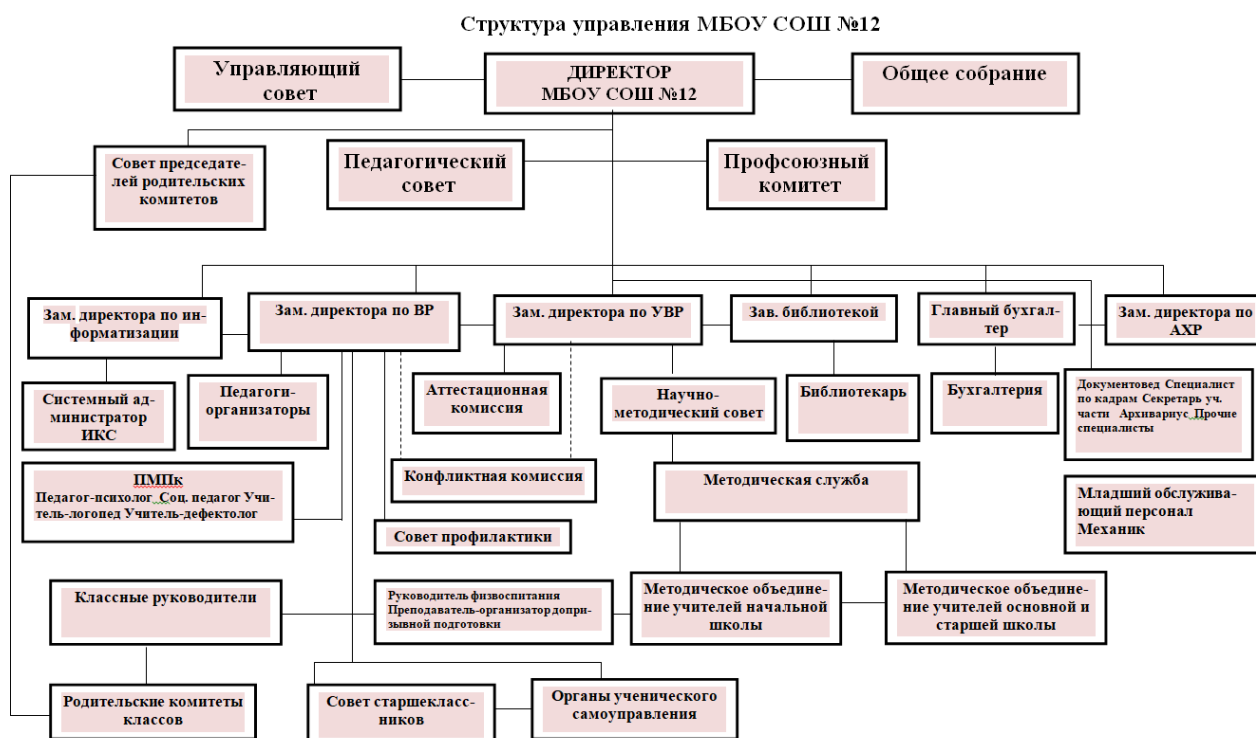 Структура управления МБОУ СОШ №12
Управляющий
совет
ДИРЕКТОР
МБОУ СОШ №12
Общее собрание
Совет председате-
лей родительских
комитетов
Педагогический
совет
Профсоюзный
комитет
Зам. директора по ин-
форматизации
Зам. директора по ВР
Зам. директора по УВР
Зав. библиотекой
Главный бухгал-
тер
Зам. директора по
АХР
Системный ад-
министратор
ИКС
Педагоги-
организаторы
Аттестационная
комиссия
Научно-
методический совет
Библиотекарь
Бухгалтерия
Документовед Специалист
по кадрам Секретарь уч.
части Архивариус Прочие
специалисты
ПМПк
Педагог-психолог Соц. педагог Учи-
тель-логопед Учитель-дефектолог
Конфликтная комиссия
Методическая служба
Младший обслужива-
ющий персонал
Механик
Совет профилактики
Классные руководители
Руководитель физвоспитания
Преподаватель-организатор допри-
зывной подготовки
Методическое объедине-
ние учителей начальной
школы
Методическое объедине-
ние учителей основной и
старшей школы
Родительские комитеты
классов
Совет старшекласс-
ников
Органы ученического
самоуправления